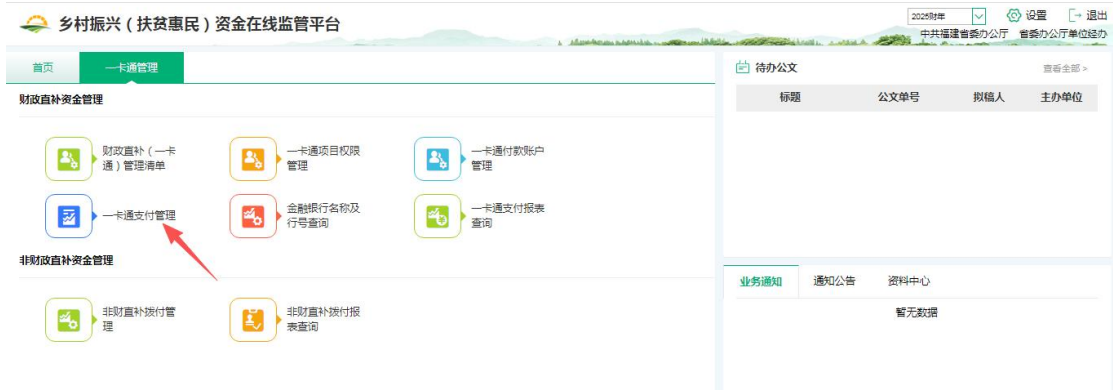 乡村振兴（扶贫惠民）资金在线监管平台
2025财年
设置
退出
中共福建省委办公厅 省委办公厅单位经办
首页
一卡通管理
财政直补资金管理
财政直补（一卡
通）管理清单
一卡通项目权限
管理
一卡通付款账户
管理
一卡通支付管理
金融银行名称及
行号查询
一卡通支付报表
查询
非财政直补资金管理
非财直补拨付管
理
非财直补拨付报
表查询
待办公文
查看全部 >
标题 公文单号 拟稿人 主办单位
业务通知 通知公告 资料中心
暂无数据